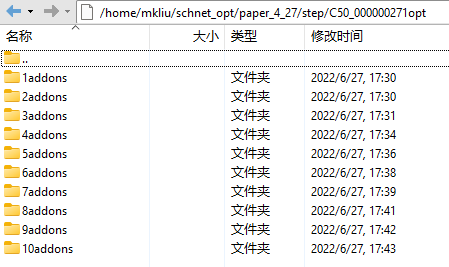 /home/mkliu/schnet_opt/paper_4_27/step/C50_000000271opt
名称 大小 类型 修改时间
..
1addons 文件夹 2022/6/27, 17:30
2addons 文件夹 2022/6/27, 17:30
3addons 文件夹 2022/6/27, 17:31
4addons 文件夹 2022/6/27, 17:34
5addons 文件夹 2022/6/27, 17:36
6addons 文件夹 2022/6/27, 17:38
7addons 文件夹 2022/6/27, 17:39
8addons 文件夹 2022/6/27, 17:41
9addons 文件夹 2022/6/27, 17:42
10addons 文件夹 2022/6/27, 17:43